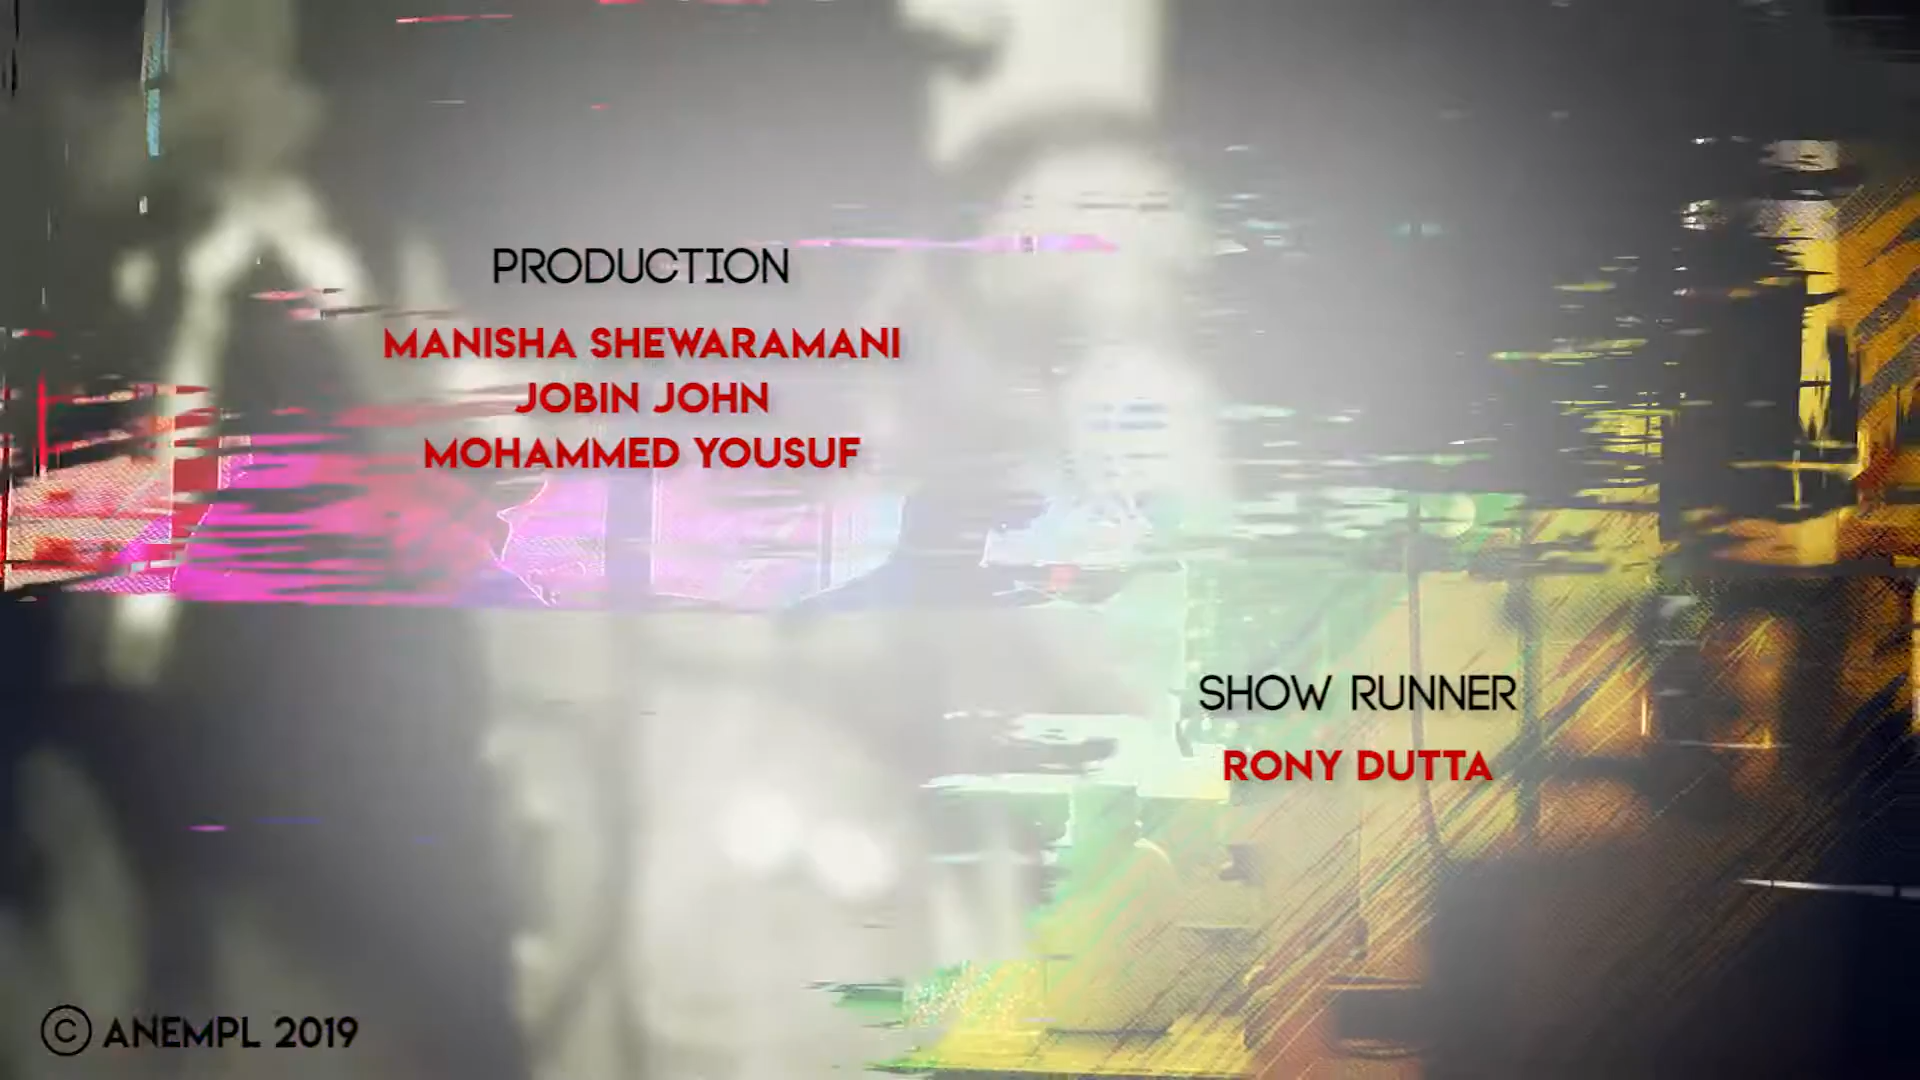 PRODUCTION
MANISHA SHEWARAMANI
JOBIN JOHN
MOHAMMED YOUSUF
SHOW RUNNER
RONY DUTTA
© ANEMPL 2019